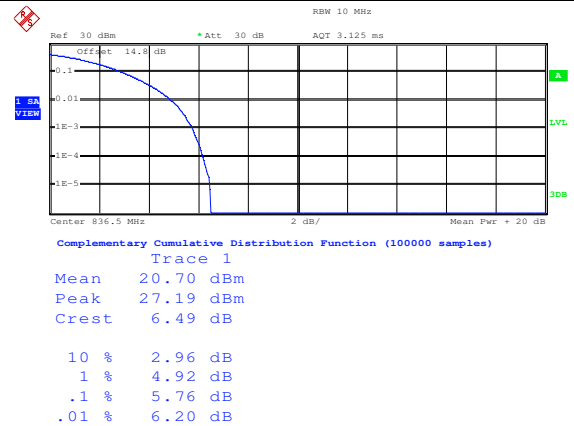 R S
RBW 10 MHz
Ref 30 dBm *Att 30 dB AQT 3.125 ms
Offset 14.8 dB
0.1
A
1 SA
VIEW
0.01
1E-3
LVL
1E-4
1E-5
3DB
Center 836.5 MHz 2 dB/ Mean Pwr + 20 dB
Complementary Cumulative Distribution Function (100000 samples)
Trace 1
Mean 20.70 dBm
Peak 27.19 dBm
Crest 6.49 dB
10 % 2.96 dB
1 % 4.92 dB
.1 % 5.76 dB
.01 % 6.20 dB